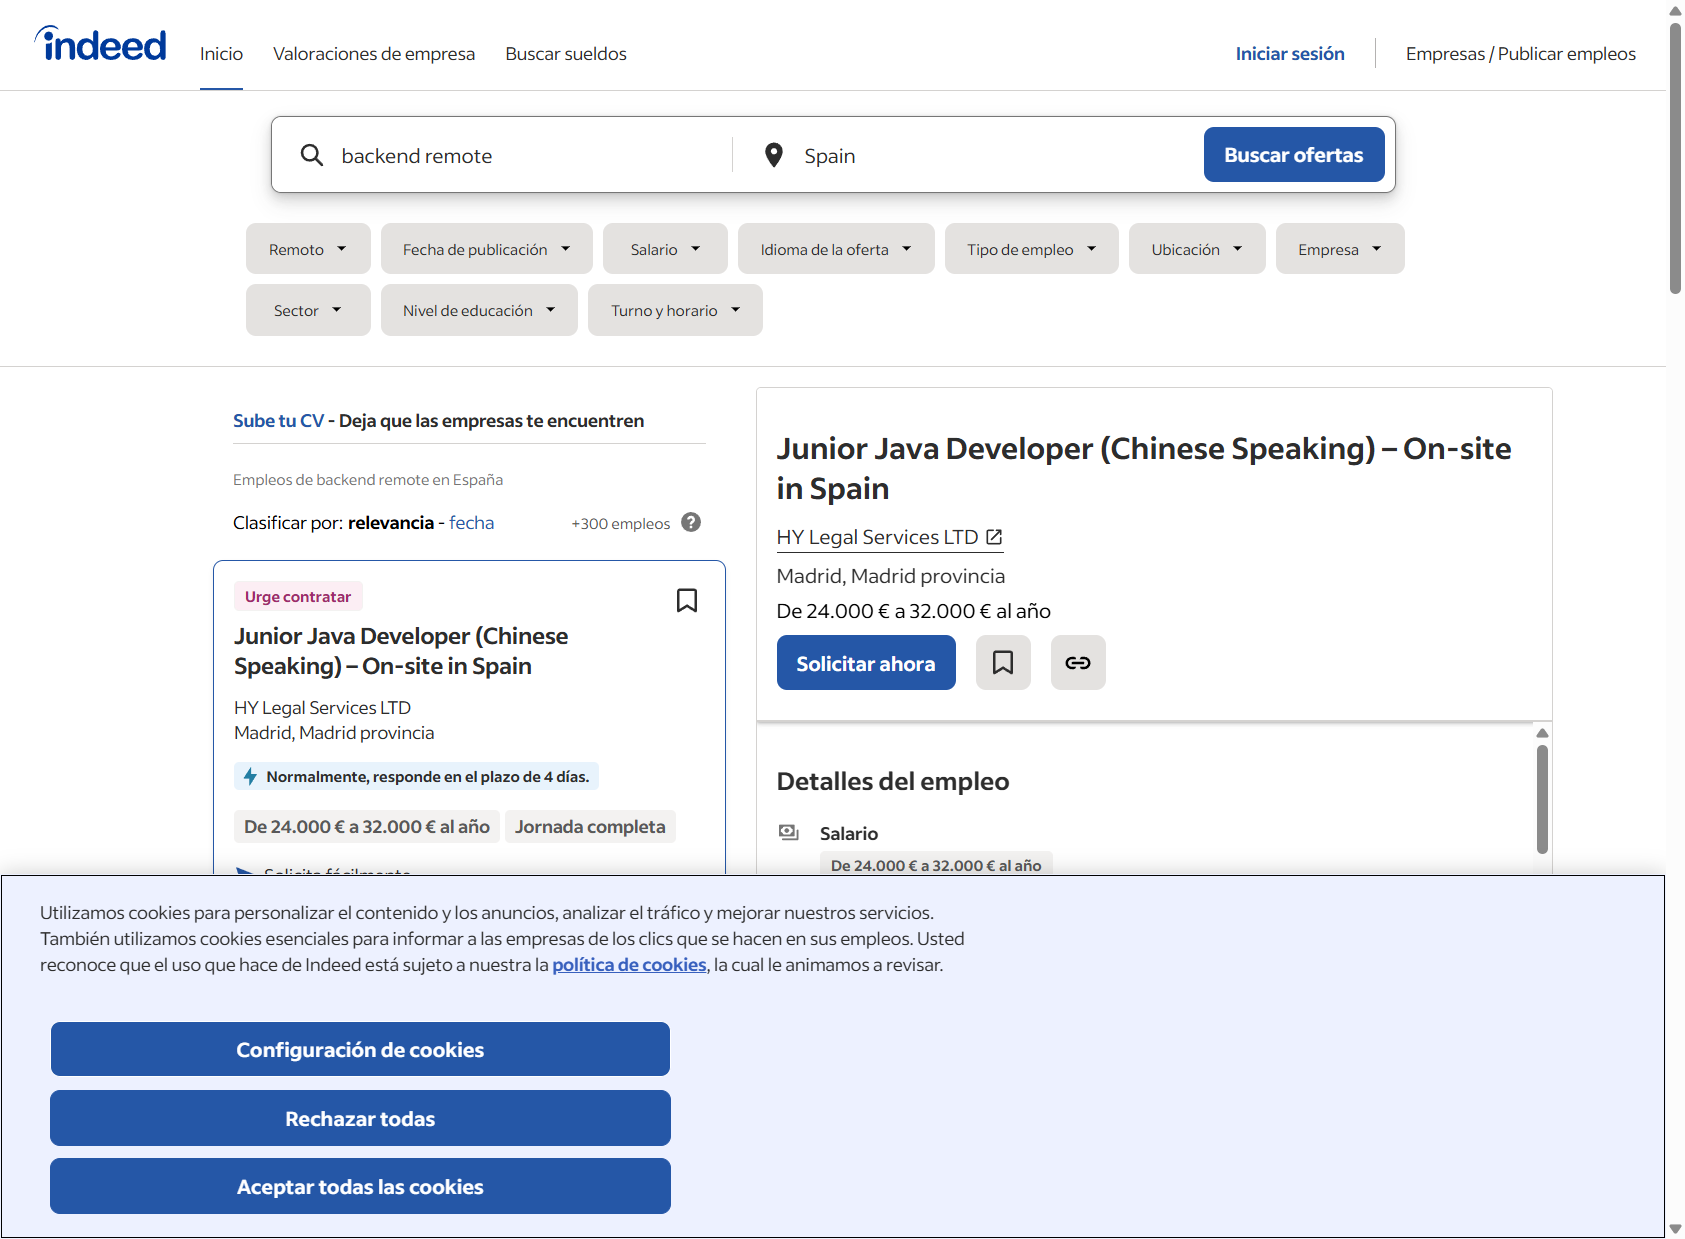 indeed
Inicio
Valoraciones de empresa
Buscar sueldos
Iniciar sesión
Empresas / Publicar empleos
backend remote
Spain
Buscar ofertas
Remoto
Fecha de publicación
Salario
Idioma de la oferta
Tipo de empleo
Ubicación
Empresa
Sector
Nivel de educación
Turno y horario
Sube tu CV - Deja que las empresas te encuentren
Empleos de backend remote en España
Clasificar por: relevancia - fecha
+300 empleos
Urge contratar
Junior Java Developer (Chinese
Speaking) – On-site in Spain
HY Legal Services LTD
Madrid, Madrid provincia
Normalmente, responde en el plazo de 4 días.
De 24.000 € a 32.000 € al año
Jornada completa
Solicita fácilmente
Junior Java Developer (Chinese Speaking) – On-site
in Spain
HY Legal Services LTD
Madrid, Madrid provincia
De 24.000 € a 32.000 € al año
Solicitar ahora
Detalles del empleo
Salario
De 24.000 € a 32.000 € al año
Utilizamos cookies para personalizar el contenido y los anuncios, analizar el tráfico y mejorar nuestros servicios.
También utilizamos cookies esenciales para informar a las empresas de los clics que se hacen en sus empleos. Usted
reconoce que el uso que hace de Indeed está sujeto a nuestra la política de cookies, la cual le animamos a revisar.
Configuración de cookies
Rechazar todas
Aceptar todas las cookies